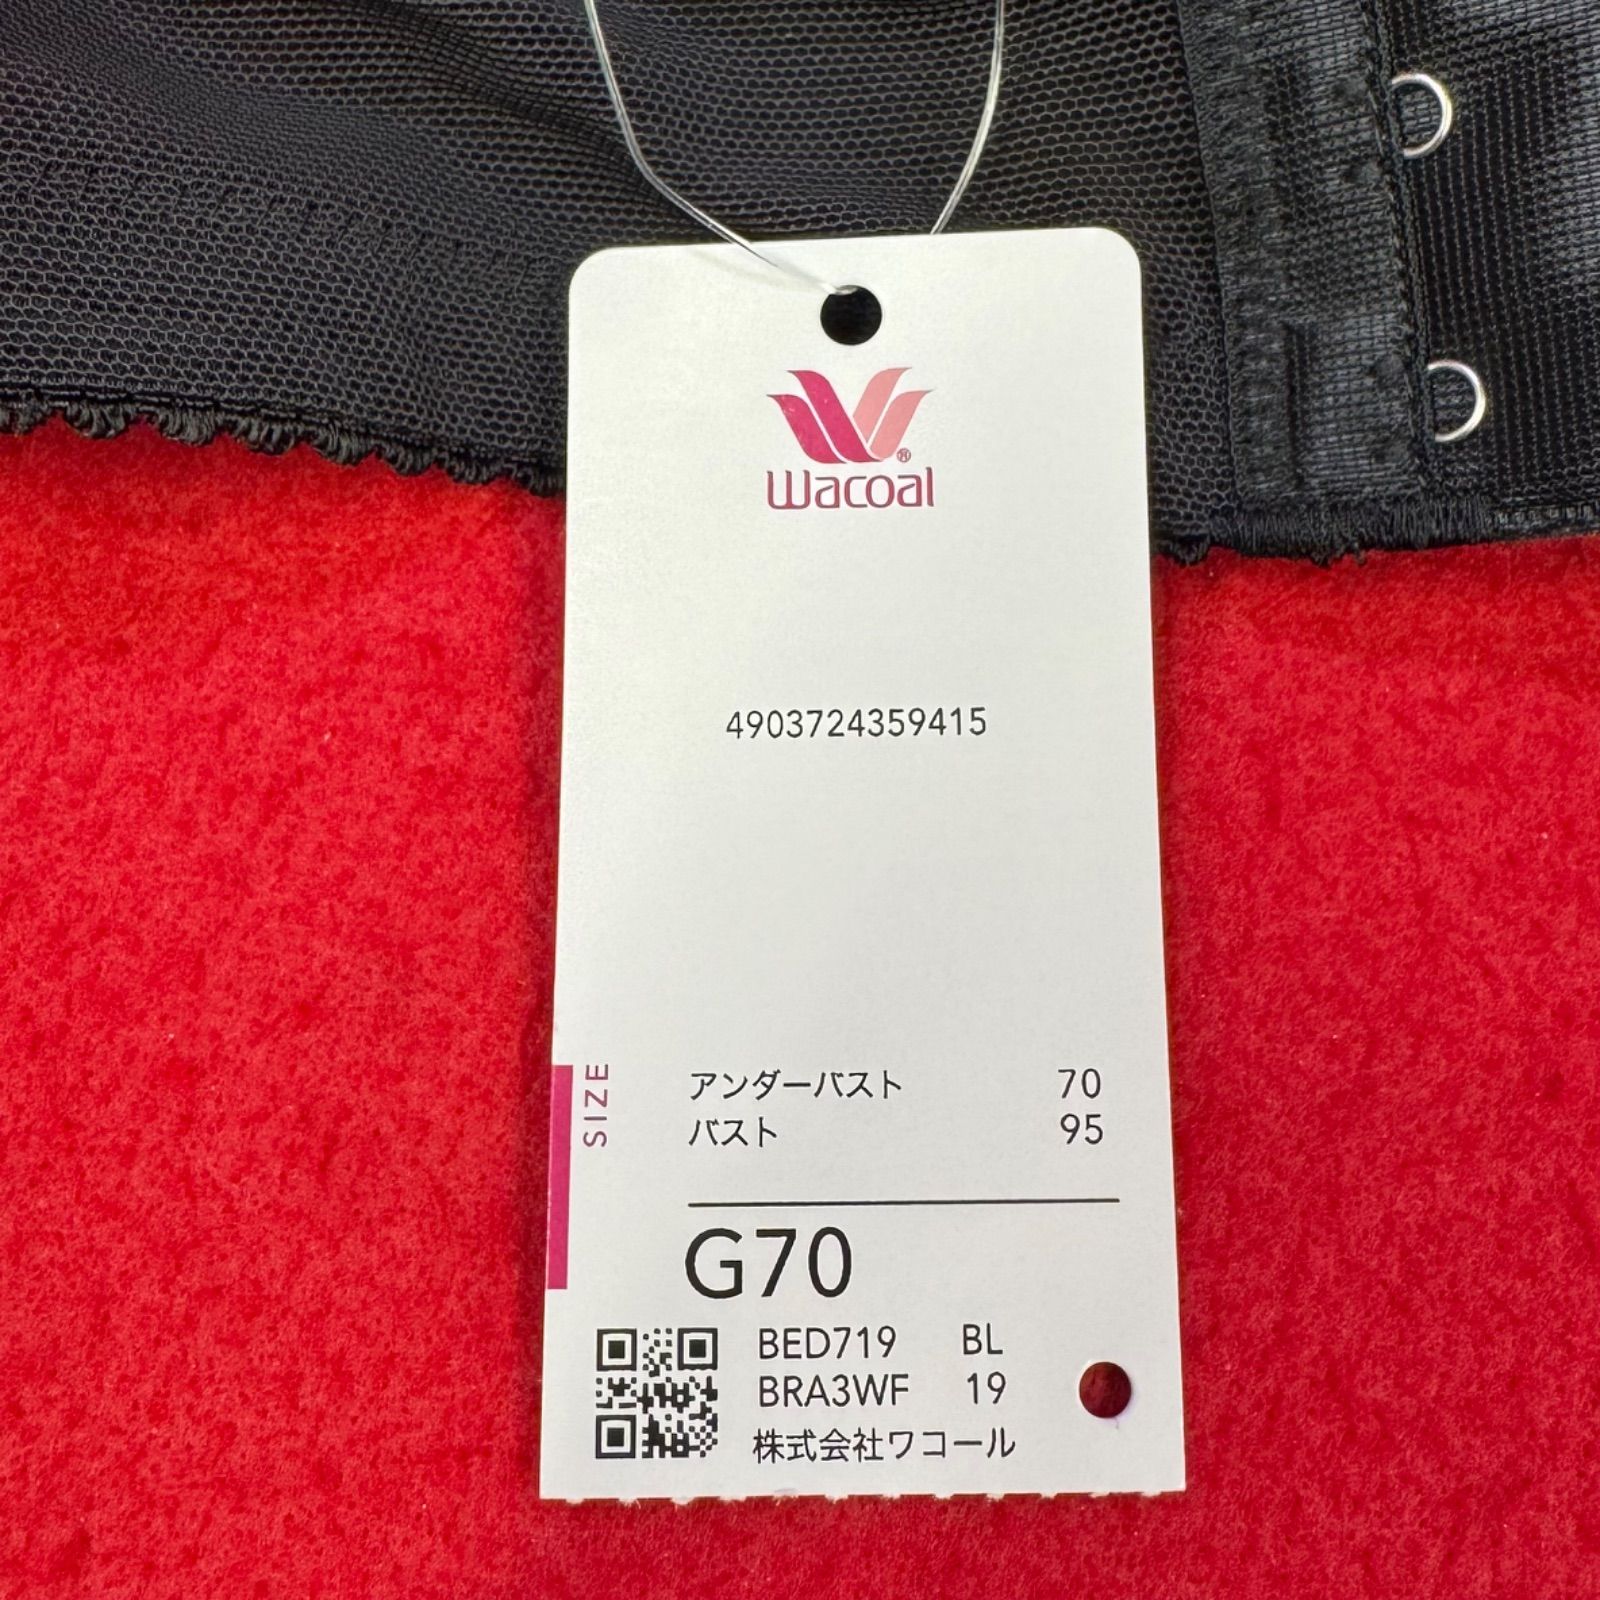 Wacoal®
4903724359415
SIZE
アンダーバスト 70
バスト 95
G70
BED719 BL
BRA3WF 19
株式会社ワコール